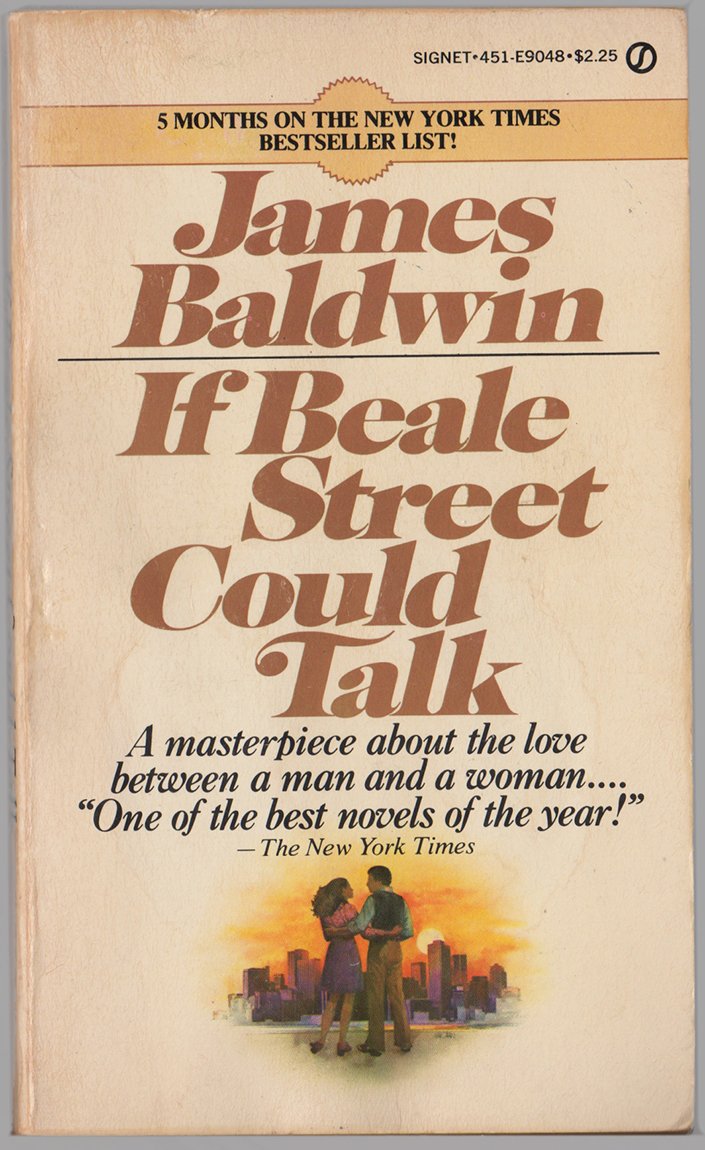 SIGNET•451-E9048•$2.25
5 MONTHS ON THE NEW YORK TIMES
BESTSELLER LIST!
James
Baldwin
If Beale
Street
Could
Talk
A masterpiece about the love
between a man and a woman....
“One of the best novels of the year!”
—The New York Times